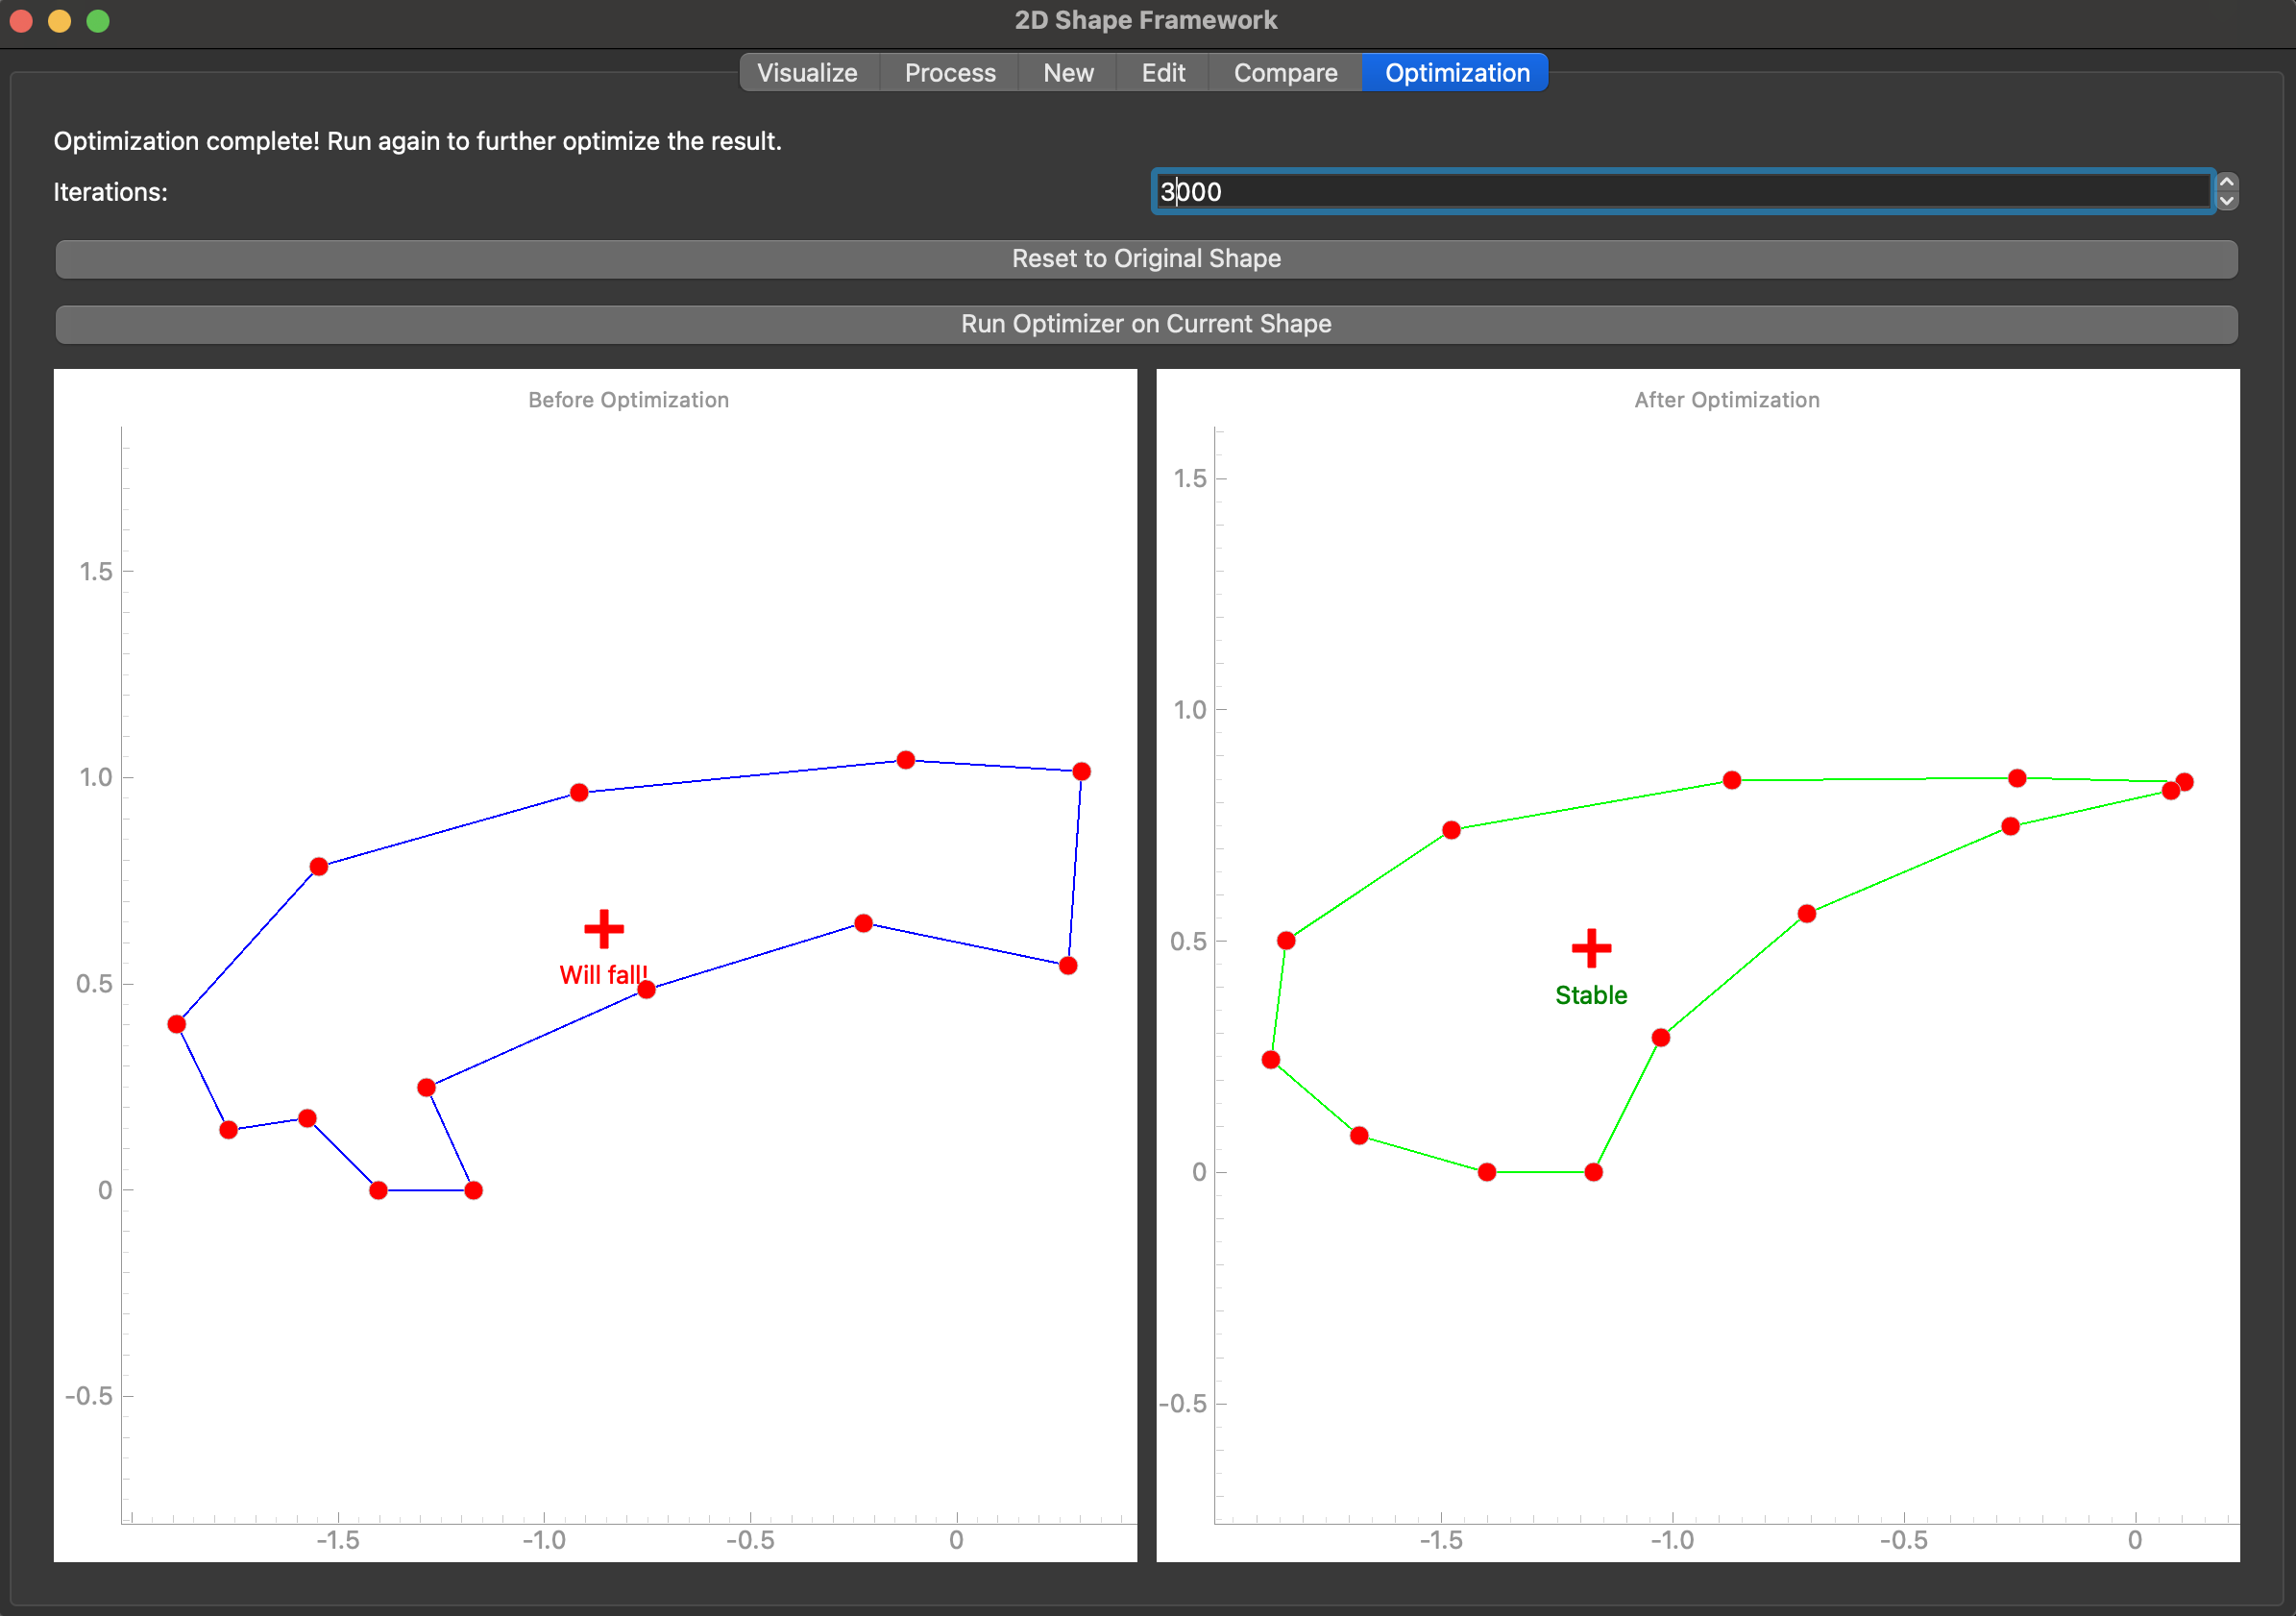 2D Shape Framework
Visualize Process New Edit Compare Optimization
Optimization complete! Run again to further optimize the result.
Iterations: 3000
Reset to Original Shape
Run Optimizer on Current Shape
Before Optimization
1.5
1.0
0.5
0
-0.5
-1.5 -1.0 -0.5 0
Will fall!
After Optimization
1.5
1.0
0.5
0
-0.5
-1.5 -1.0 -0.5 0
Stable